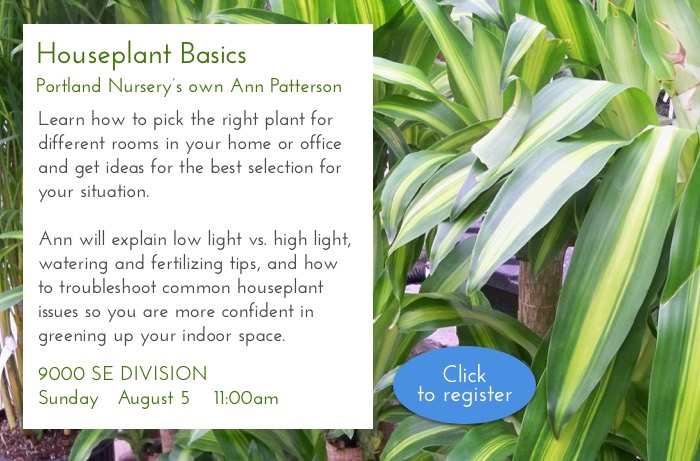 Houseplant Basics
Portland Nursery's own Ann Patterson
Learn how to pick the right plant for
different rooms in your home or office
and get ideas for the best selection for
your situation.
Ann will explain low light vs. high light,
watering and fertilizing tips, and how
to troubleshoot common houseplant
issues so you are more confident in
greening up your indoor space.
9000 SE DIVISION
Sunday August 5 11:00am
Click
to register